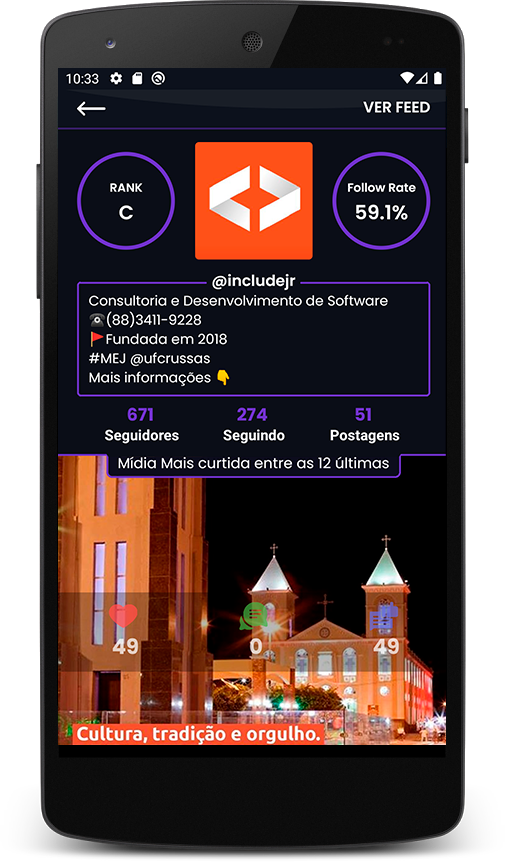 10:33
VER FEED
RANK
C
Follow Rate
59.1%
@includejr
Consultoria e Desenvolvimento de Software
☎(88)3411-9228
🚩Fundada em 2018
#MEJ @ufcrussas
Mais informações 👇
671 274 51
Seguidores Seguindo Postagens
Mídia Mais curtida entre as 12 últimas
49 0 49
Cultura, tradição e orgulho.